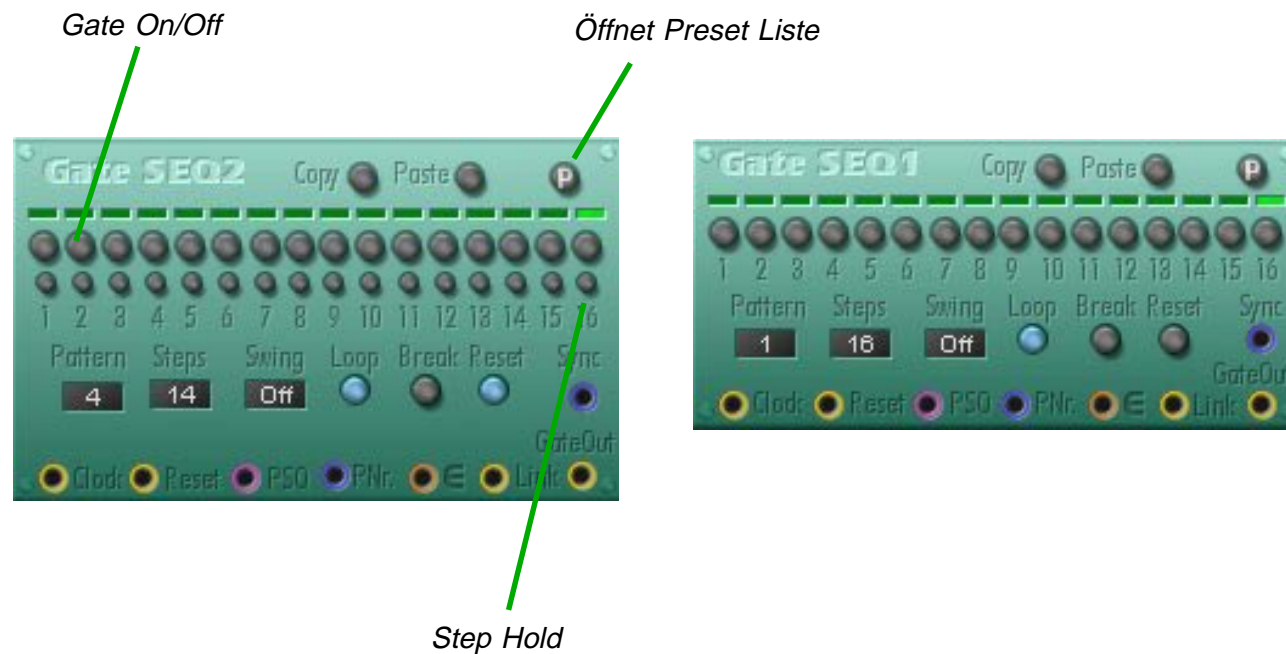 Gate On/Off
Öffnet Preset Liste
Gate SEQ2 Copy Paste P
1 2 3 4 5 6 7 8 9 10 11 12 13 14 15 16
Pattern Steps Swing Loop Break Reset Sync
4 14 Off
GateOut
Clock Reset PSQ PNr. E Link
Gate SEQ1 Copy Paste P
1 2 3 4 5 6 7 8 9 10 11 12 13 14 15 16
Pattern Steps Swing Loop Break Reset Sync
1 16 Off
GateOu
Clock Reset PSQ PNr. E Link
Step Hold